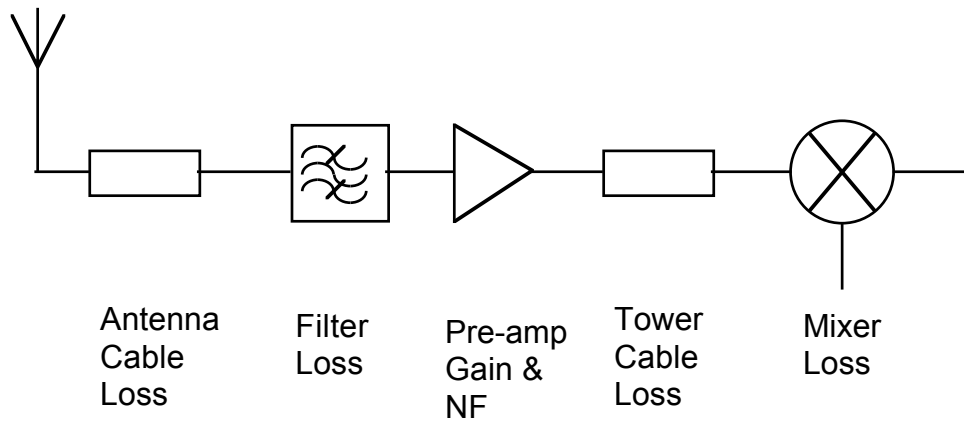 Antenna
Cable
Loss
Filter
Loss
Pre-amp
Gain &
NF
Tower
Cable
Loss
Mixer
Loss